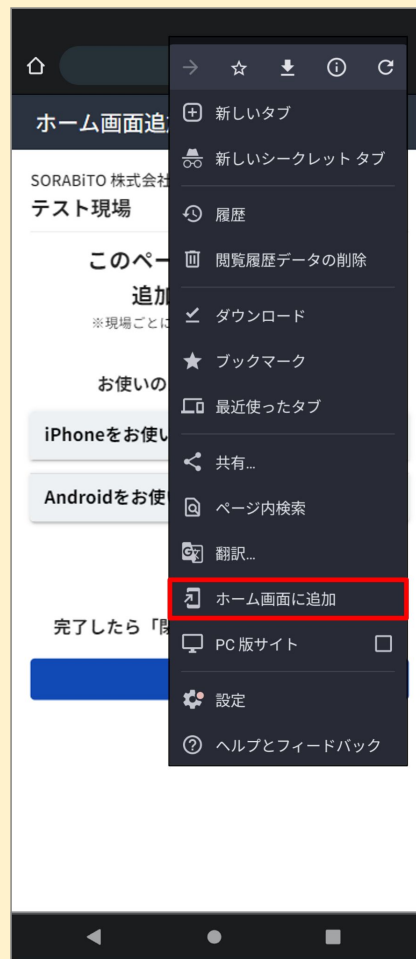 ホーム画面追
新しいタブ
新しいシークレット タブ
SORABiTO 株式会社
テスト現場
履歴
このペー
閲覧履歴データの削除
追加
※現場ごとに
ダウンロード
ブックマーク
お使いの
最近使ったタブ
iPhoneをお使い
共有...
Androidをお使い
ページ内検索
翻訳...
ホーム画面に追加
完了したら「閉
PC 版サイト
設定
ヘルプとフィードバック